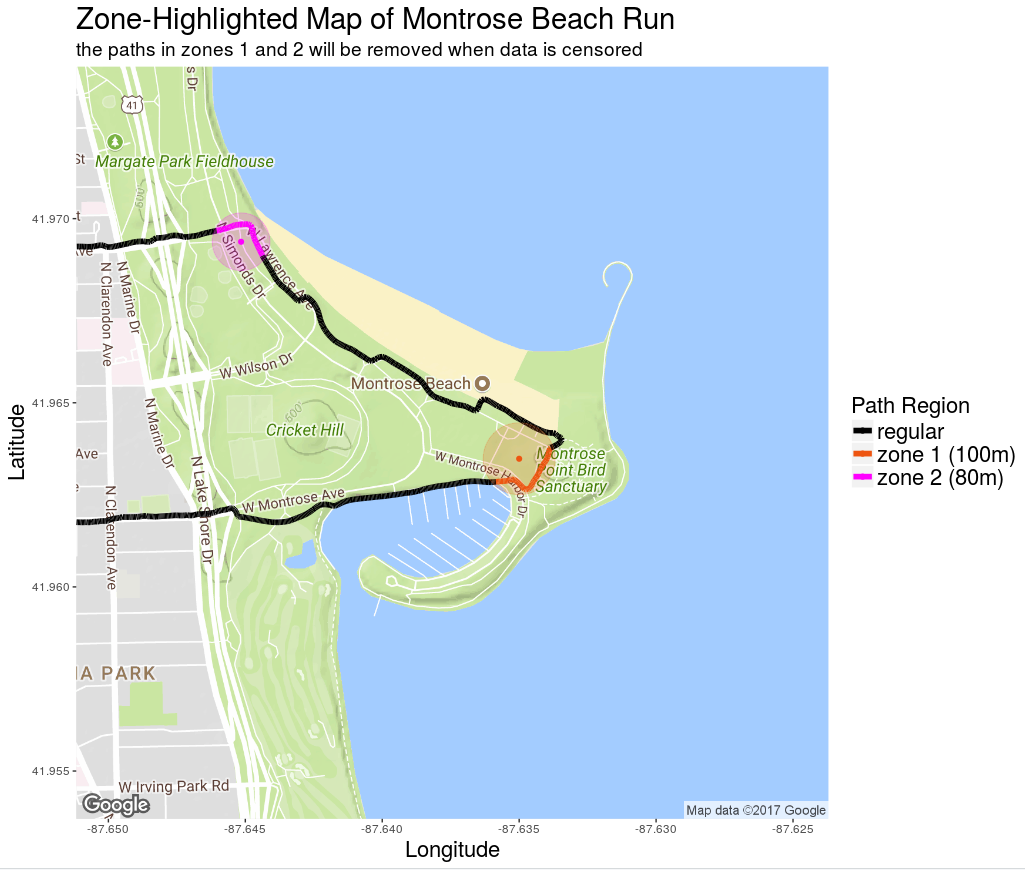 Zone-Highlighted Map of Montrose Beach Run
the paths in zones 1 and 2 will be removed when data is censored
s Dr
41
St
Margate Park Fieldhouse
600'
t
41.970
Ave
N Simonds Dr
N Lawrence Ave
N Clarendon Ave
N Marine Dr
W Wilson Dr
Montrose Beach
41.965
N Marine Dr
600'
Cricket Hill
Path Region
regular
zone 1 (100m)
zone 2 (80m)
Latitude
Ave
N Lake Shore Dr
W Montrose Harbor Dr
Montrose
Point Bird
Sanctuary
e
N Clarendon Ave
W Montrose Ave
41.960
IA PARK
41.955
W Irving Park Rd
Google
Map data ©2017 Google
-87.650
-87.645
-87.640
-87.635
-87.630
-87.625
Longitude